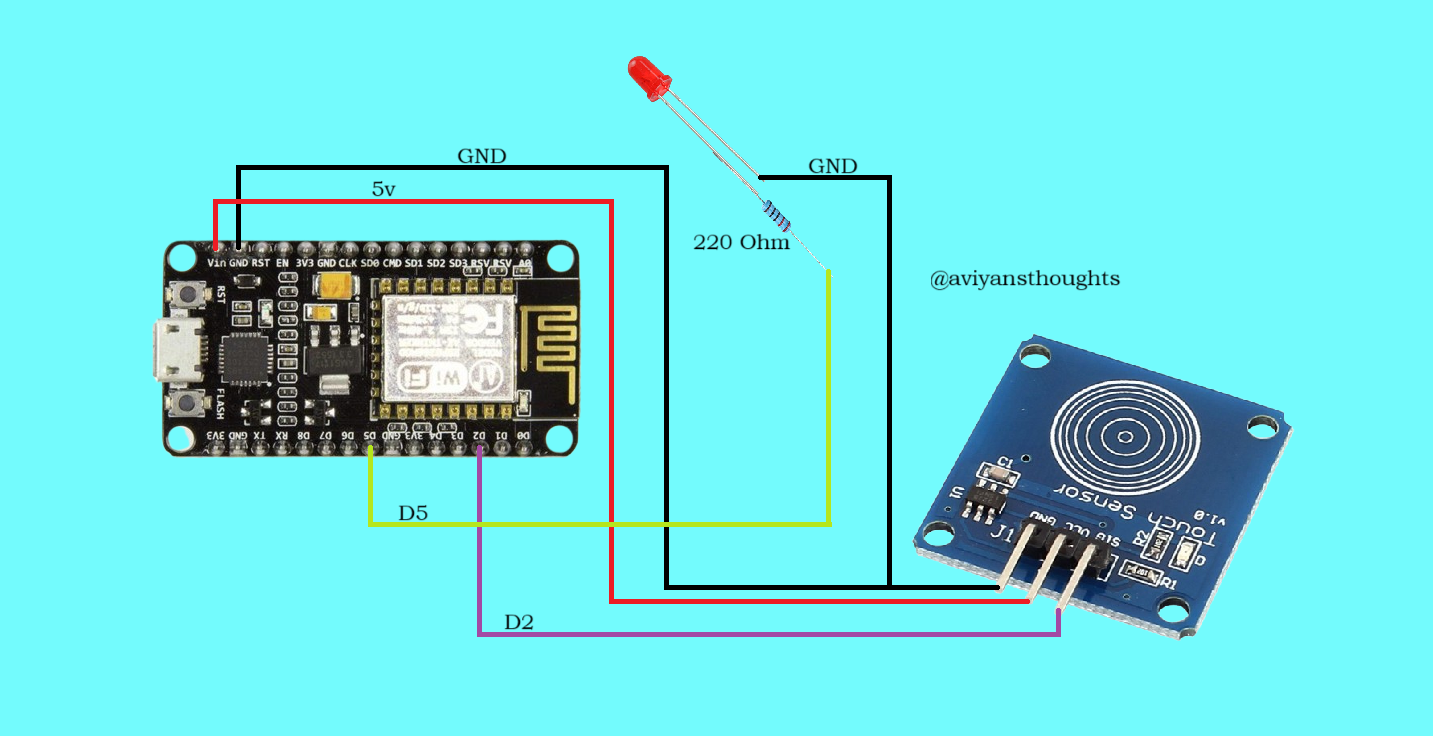 GND
5v
GND
220 Ohm
@aviyansthoughts
Vin GND RST EN 3V3 GND CLK SD0 CMD SD1 SD2 SD3 RSV RSV A0
RST
FLASH
WiFi
3V3 GND TX RX D8 D7 D6 D5 GND 3V3 D4 D3 D2 D1 D0
D5
D2
C1
U1
Touch Sensor
v1.0
J1
GND VCC SIG
R2
D
R1